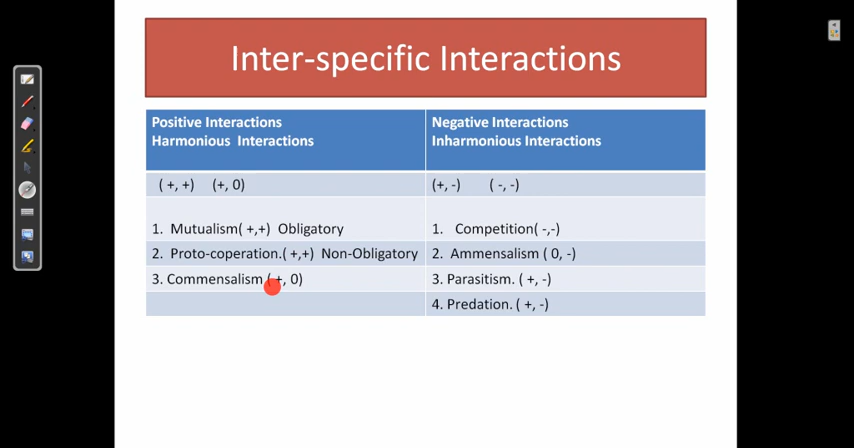 Inter-specific Interactions
Positive Interactions
Harmonious  Interactions
Negative Interactions
Inharmonious Interactions
( +, +)    (+, 0)
(+, -)    ( -, -)
1.  Mutualism( +,+)  Obligatory
1.   Competition( -,-)
2.  Proto-coperation.( +,+)  Non-Obligatory
2.  Ammensalism ( 0, -)
3. Commensalism ( +, 0)
3. Parasitism. ( +, -)
4. Predation. ( +, -)